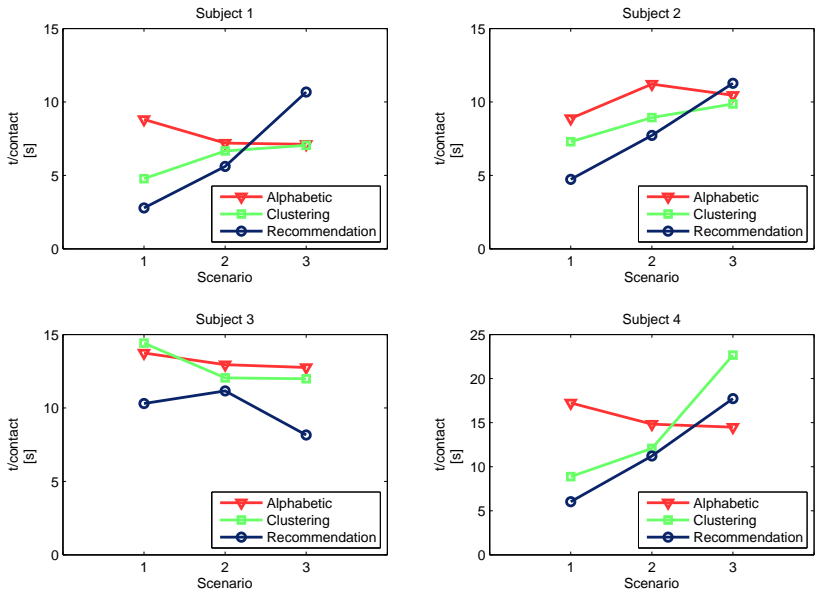 Subject 1
15
10
5
0
t/contact
[s]
Alphabetic
Clustering
Recommendation
1 2 3
Scenario
Subject 2
15
10
5
0
t/contact
[s]
Alphabetic
Clustering
Recommendation
1 2 3
Scenario
Subject 3
15
10
5
0
t/contact
[s]
Alphabetic
Clustering
Recommendation
1 2 3
Scenario
Subject 4
25
20
15
10
5
0
t/contact
[s]
Alphabetic
Clustering
Recommendation
1 2 3
Scenario